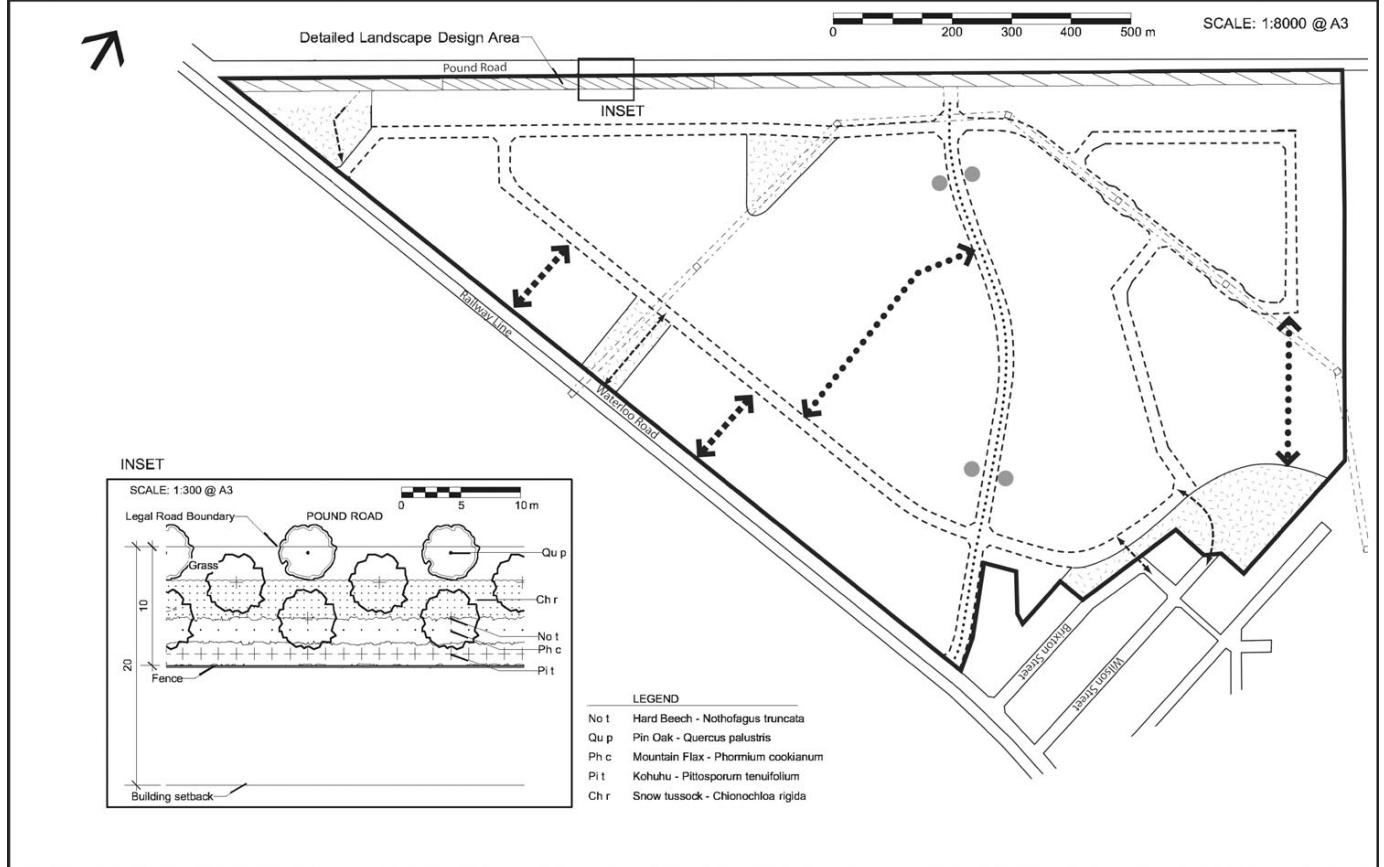 0 200 300 400 500 m
SCALE: 1:8000 @ A3
Detailed Landscape Design Area
Pound Road
INSET
Railway Line
Waterloo Road
Brixton Street
Wilson Street
INSET
SCALE: 1:300 @ A3
0 5 10 m
Legal Road Boundary
POUND ROAD
Qu p
Grass
Ch r
10
No t
Ph c
20
Pi t
Fence
Building setback
LEGEND
No t Hard Beech - Nothofagus truncata
Qu p Pin Oak - Quercus palustris
Ph c Mountain Flax - Phormium cookianum
Pi t Kohuhu - Pittosporum tenuifolium
Ch r Snow tussock - Chionochloa rigida